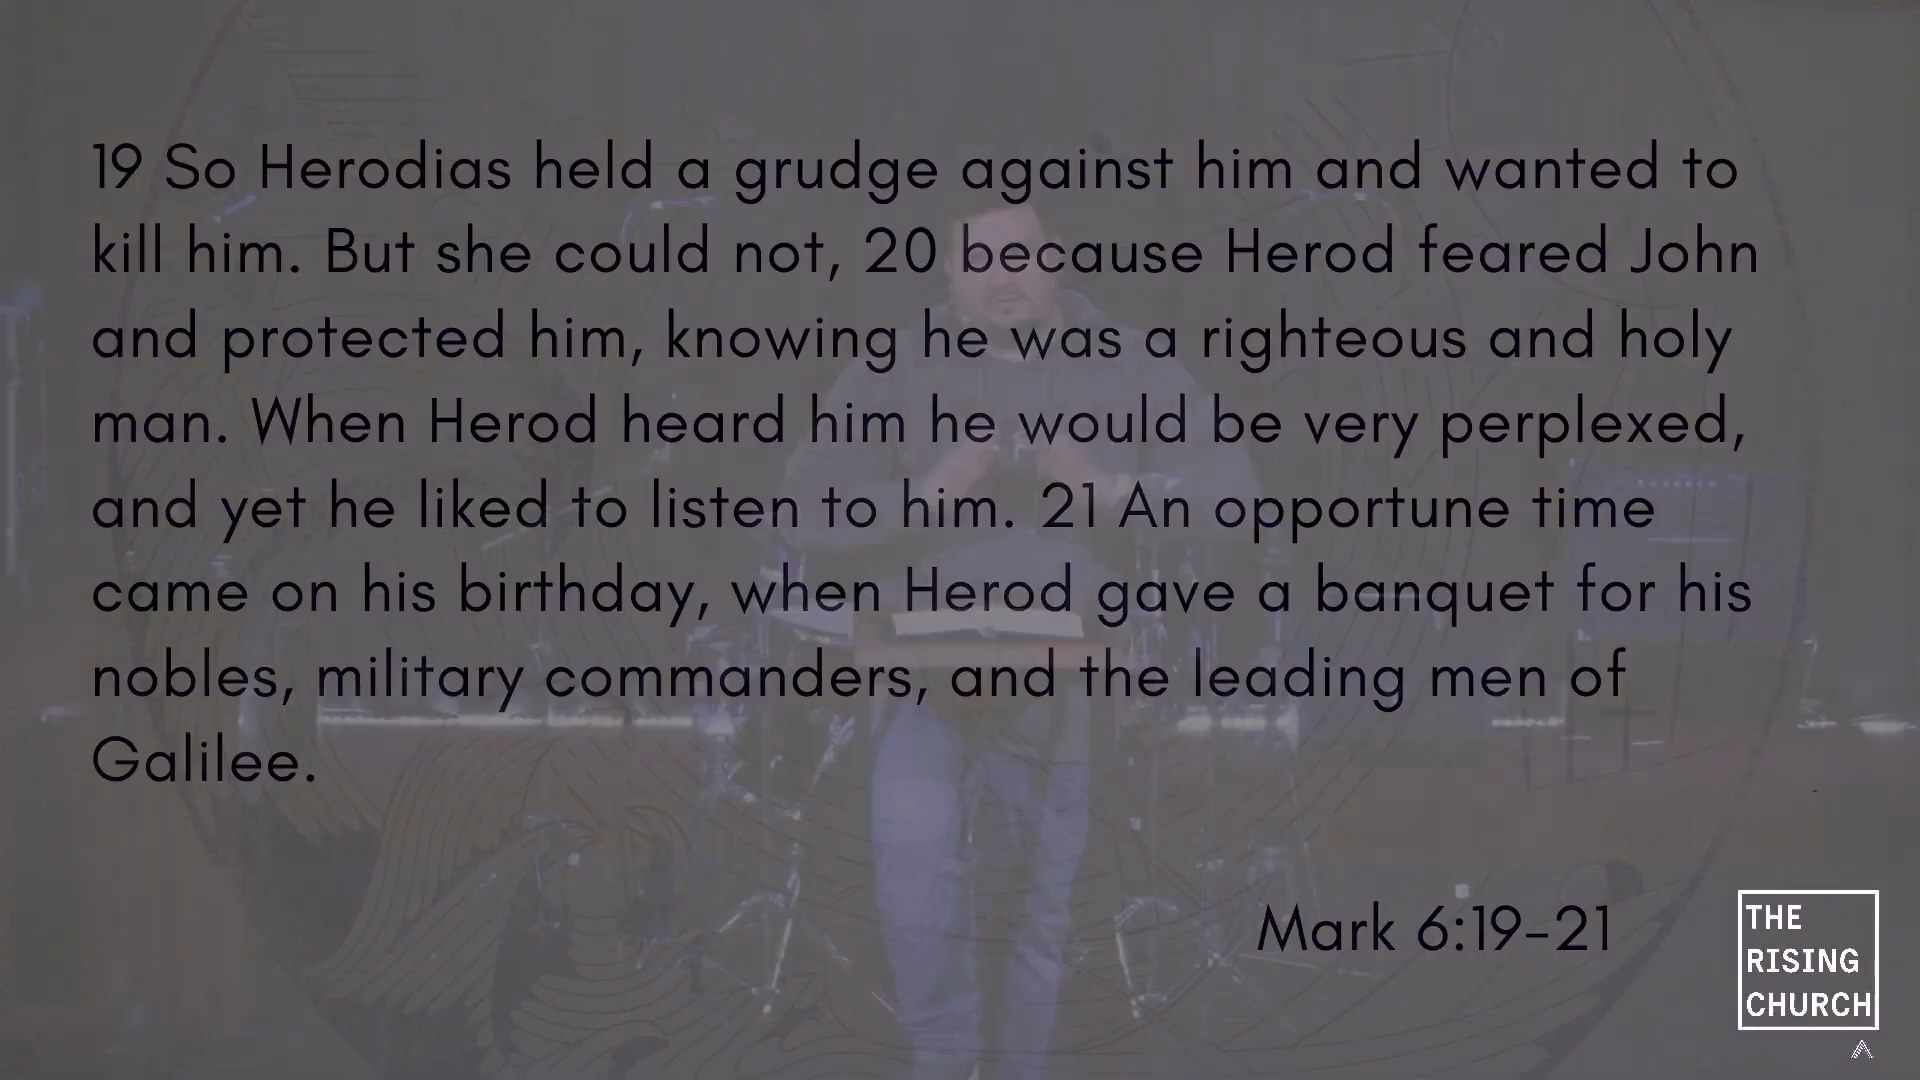 19 So Herodias held a grudge against him and wanted to
kill him. But she could not, 20 because Herod feared John
and protected him, knowing he was a righteous and holy
man. When Herod heard him he would be very perplexed,
and yet he liked to listen to him. 21 An opportune time
came on his birthday, when Herod gave a banquet for his
nobles, military commanders, and the leading men of
Galilee.
Mark 6:19-21
THE
RISING
CHURCH